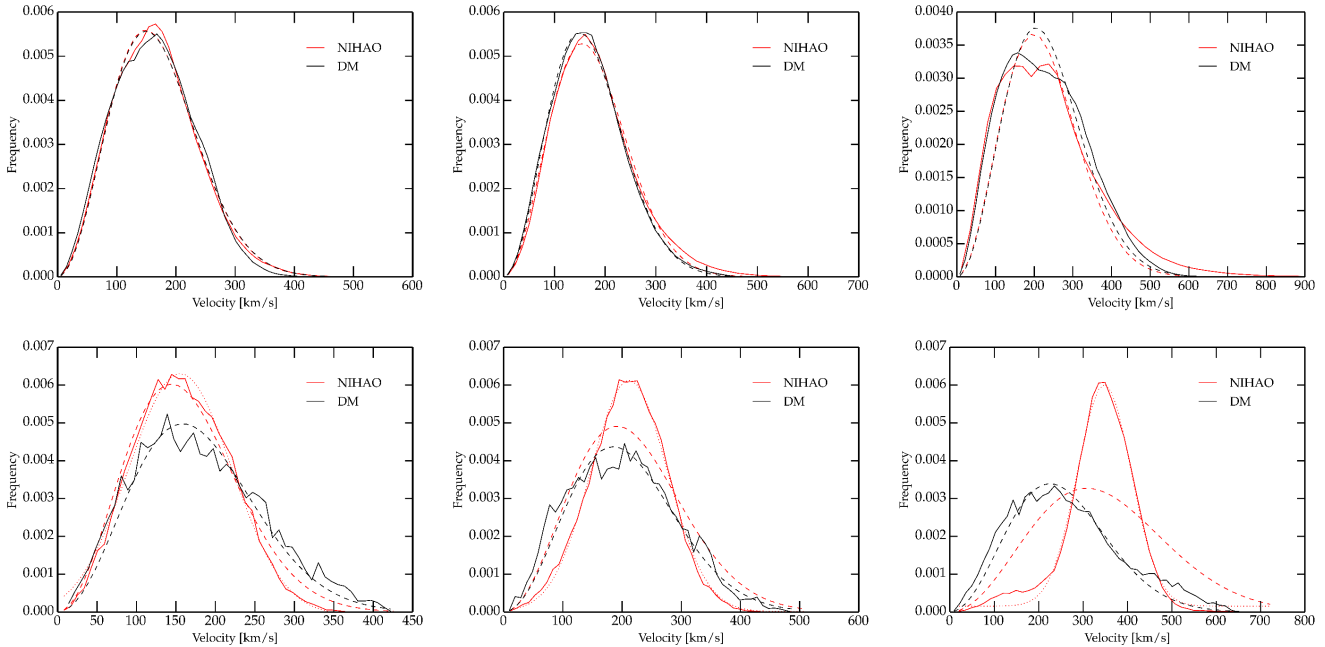 0.006
0.005
0.004
0.003
0.002
0.001
0.000
Frequency
0 100 200 300 400 500 600
Velocity [km/s]
NIHAO
DM
0.006
0.005
0.004
0.003
0.002
0.001
0.000
Frequency
0 100 200 300 400 500 600 700
Velocity [km/s]
NIHAO
DM
0.0040
0.0035
0.0030
0.0025
0.0020
0.0015
0.0010
0.0005
0.0000
Frequency
0 100 200 300 400 500 600 700 800 900
Velocity [km/s]
NIHAO
DM
0.007
0.006
0.005
0.004
0.003
0.002
0.001
0.000
Frequency
0 50 100 150 200 250 300 350 400 450
Velocity [km/s]
NIHAO
DM
0.007
0.006
0.005
0.004
0.003
0.002
0.001
0.000
Frequency
0 100 200 300 400 500 600
Velocity [km/s]
NIHAO
DM
0.007
0.006
0.005
0.004
0.003
0.002
0.001
0.000
Frequency
0 100 200 300 400 500 600 700 800
Velocity [km/s]
NIHAO
DM